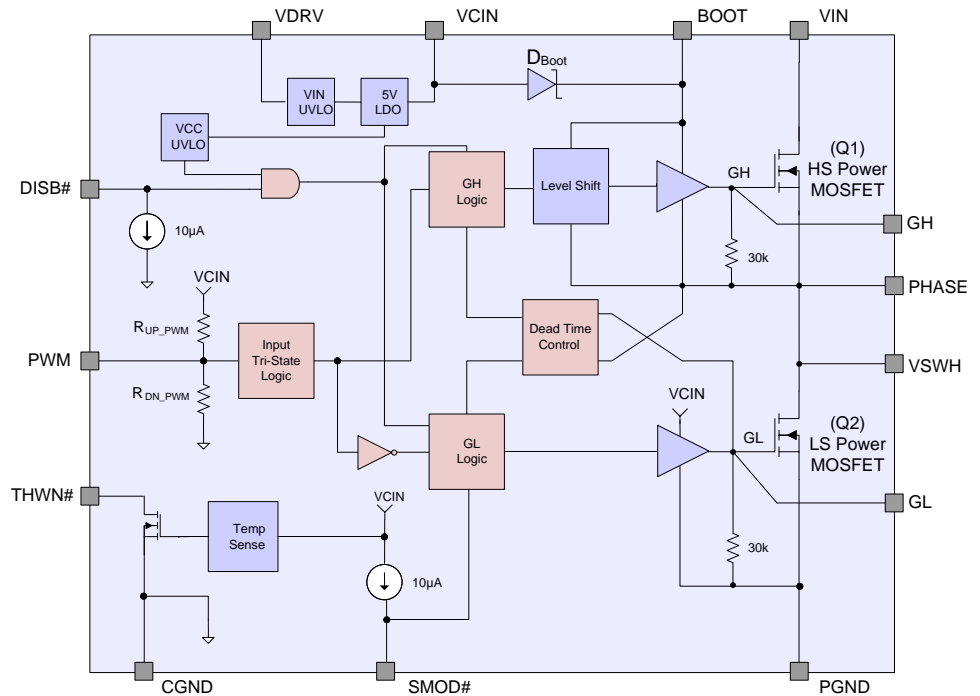 VDRV
VCIN
BOOT
VIN
DBoot
VIN
UVLO
5V
LDO
VCC
UVLO
(Q1)
HS Power
MOSFET
DISB#
GH
Logic
Level Shift
GH
GH
10µA
30k
VCIN
PHASE
RUP_PWM
Dead Time
Control
PWM
Input
Tri-State
Logic
VSWH
RDN_PWM
VCIN
(Q2)
LS Power
MOSFET
GL
Logic
GL
THWN#
VCIN
GL
Temp
Sense
10µA
30k
CGND
SMOD#
PGND